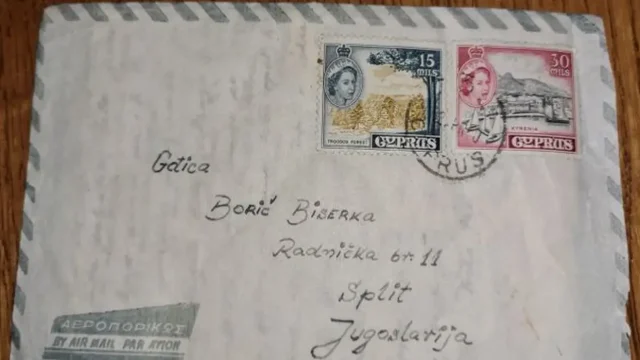 15
MILS
TROODOS FOREST
CYPRUS
30
MILS
KYRENIA
CYPRUS
RUS
Gđica
Borić Biserka
Radnička br. 11
Split
Jugoslavija
ΑΕΡΟΠΟΡΙΚΩΣ
BY AIR MAIL PAR AVION